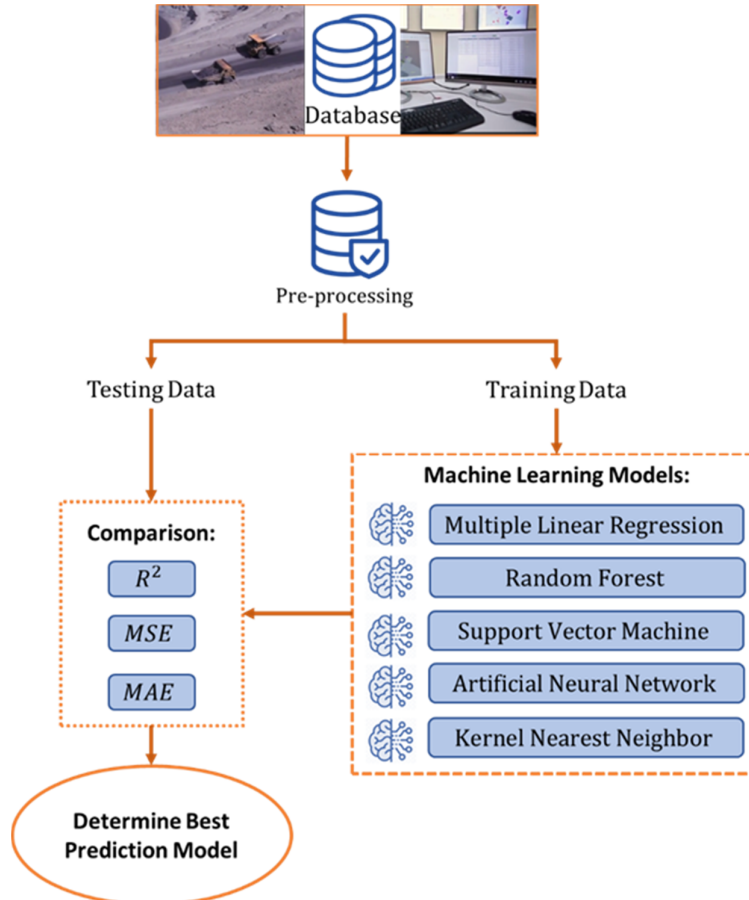 Database
Pre-processing
Testing Data
Training Data
Machine Learning Models:
Multiple Linear Regression
Random Forest
Support Vector Machine
Artificial Neural Network
Kernel Nearest Neighbor
Comparison:
R²
MSE
MAE
Determine Best
Prediction Model